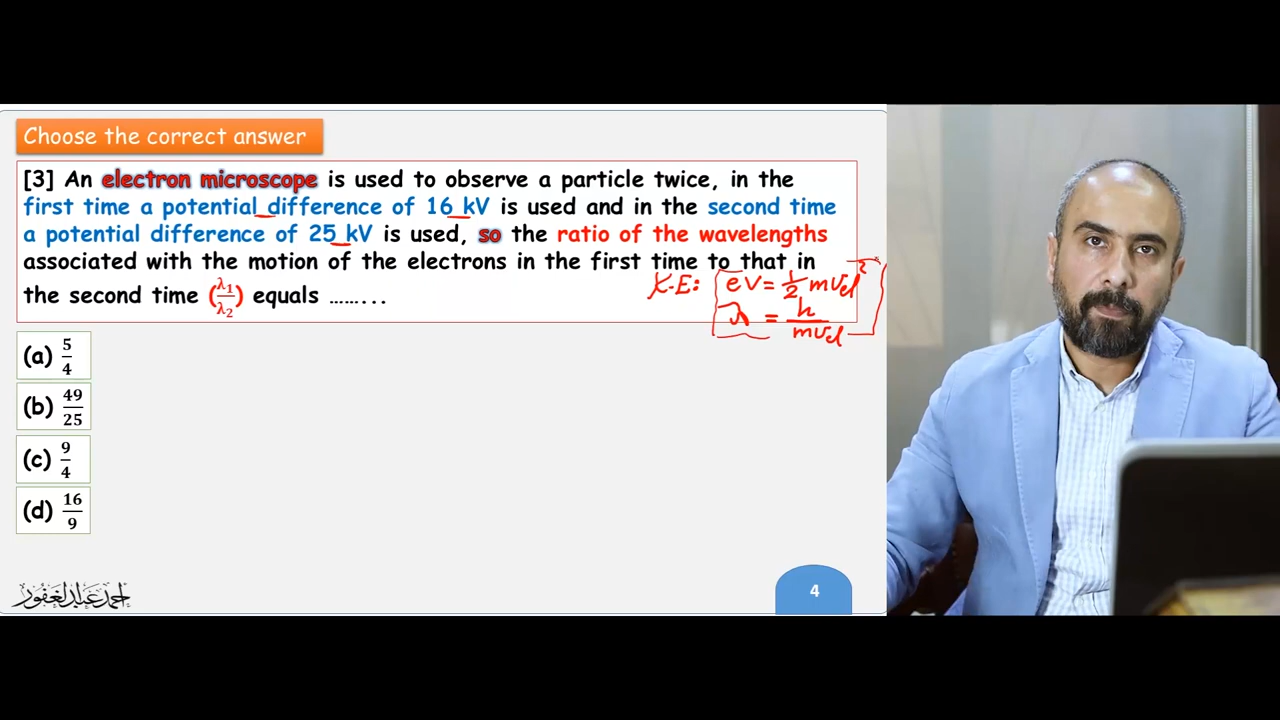 Choose the correct answer
[3] An electron microscope is used to observe a particle twice, in the
first time a potential difference of 16 kV is used and in the second time
a potential difference of 25 kV is used, so the ratio of the wavelengths
associated with the motion of the electrons in the first time to that in
the second time (λ₁/λ₂) equals ……...
K.E: eV = 1/2 mv²el
λ = h/mvel
(a) 5/4
(b) 49/25
(c) 9/4
(d) 16/9
احمد عبد الغفور
4